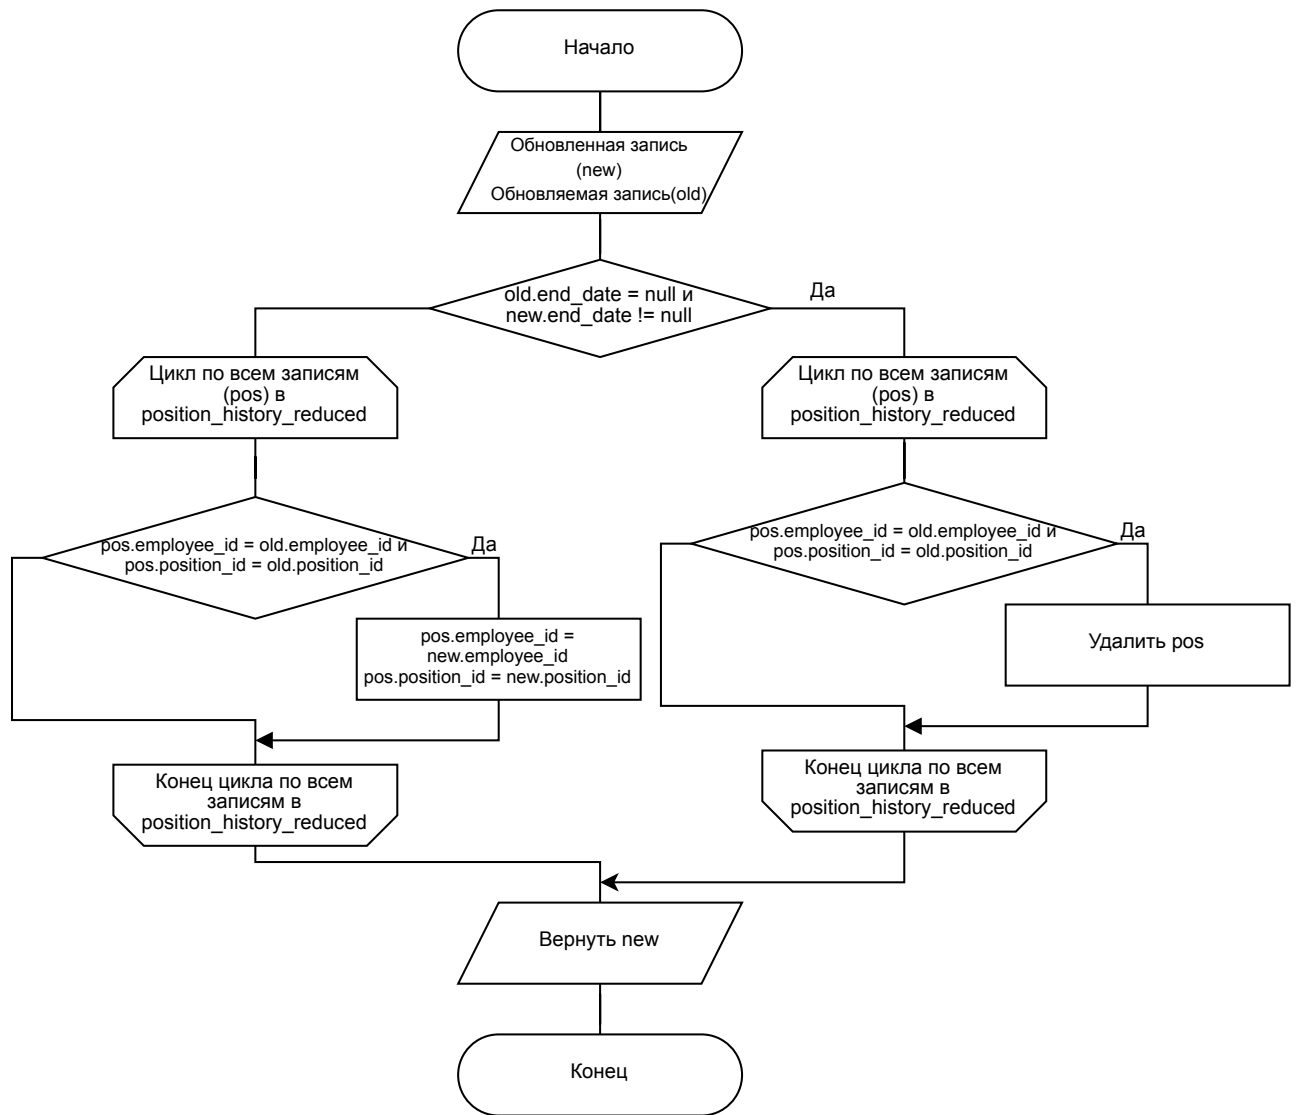 Начало
Обновленная запись
(new)
Обновляемая запись(old)
old.end_date = null и
new.end_date != null
Да
Цикл по всем записям
(pos) в
position_history_reduced
Цикл по всем записям
(pos) в
position_history_reduced
pos.employee_id = old.employee_id и
pos.position_id = old.position_id
Да
pos.employee_id = old.employee_id и
pos.position_id = old.position_id
Да
pos.employee_id =
new.employee_id
pos.position_id = new.position_id
Удалить pos
Конец цикла по всем
записям в
position_history_reduced
Конец цикла по всем
записям в
position_history_reduced
Вернуть new
Конец